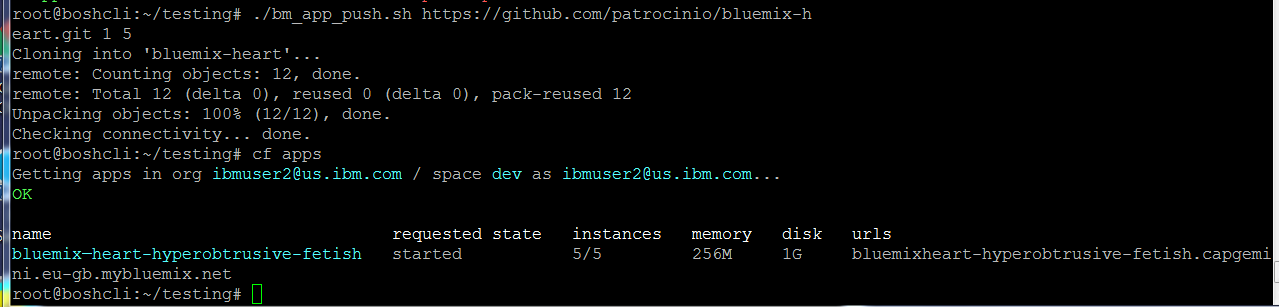 root@boshcli:~/testing# ./bm_app_push.sh https://github.com/patrocinio/bluemix-h
eart.git 1 5
Cloning into 'bluemix-heart'...
remote: Counting objects: 12, done.
remote: Total 12 (delta 0), reused 0 (delta 0), pack-reused 12
Unpacking objects: 100% (12/12), done.
Checking connectivity... done.
root@boshcli:~/testing# cf apps
Getting apps in org ibmuser2@us.ibm.com / space dev as ibmuser2@us.ibm.com...
OK
name requested state instances memory disk urls
bluemix-heart-hyperobtrusive-fetish started 5/5 256M 1G bluemixheart-hyperobtrusive-fetish.capgemi
ni.eu-gb.mybluemix.net
root@boshcli:~/testing#